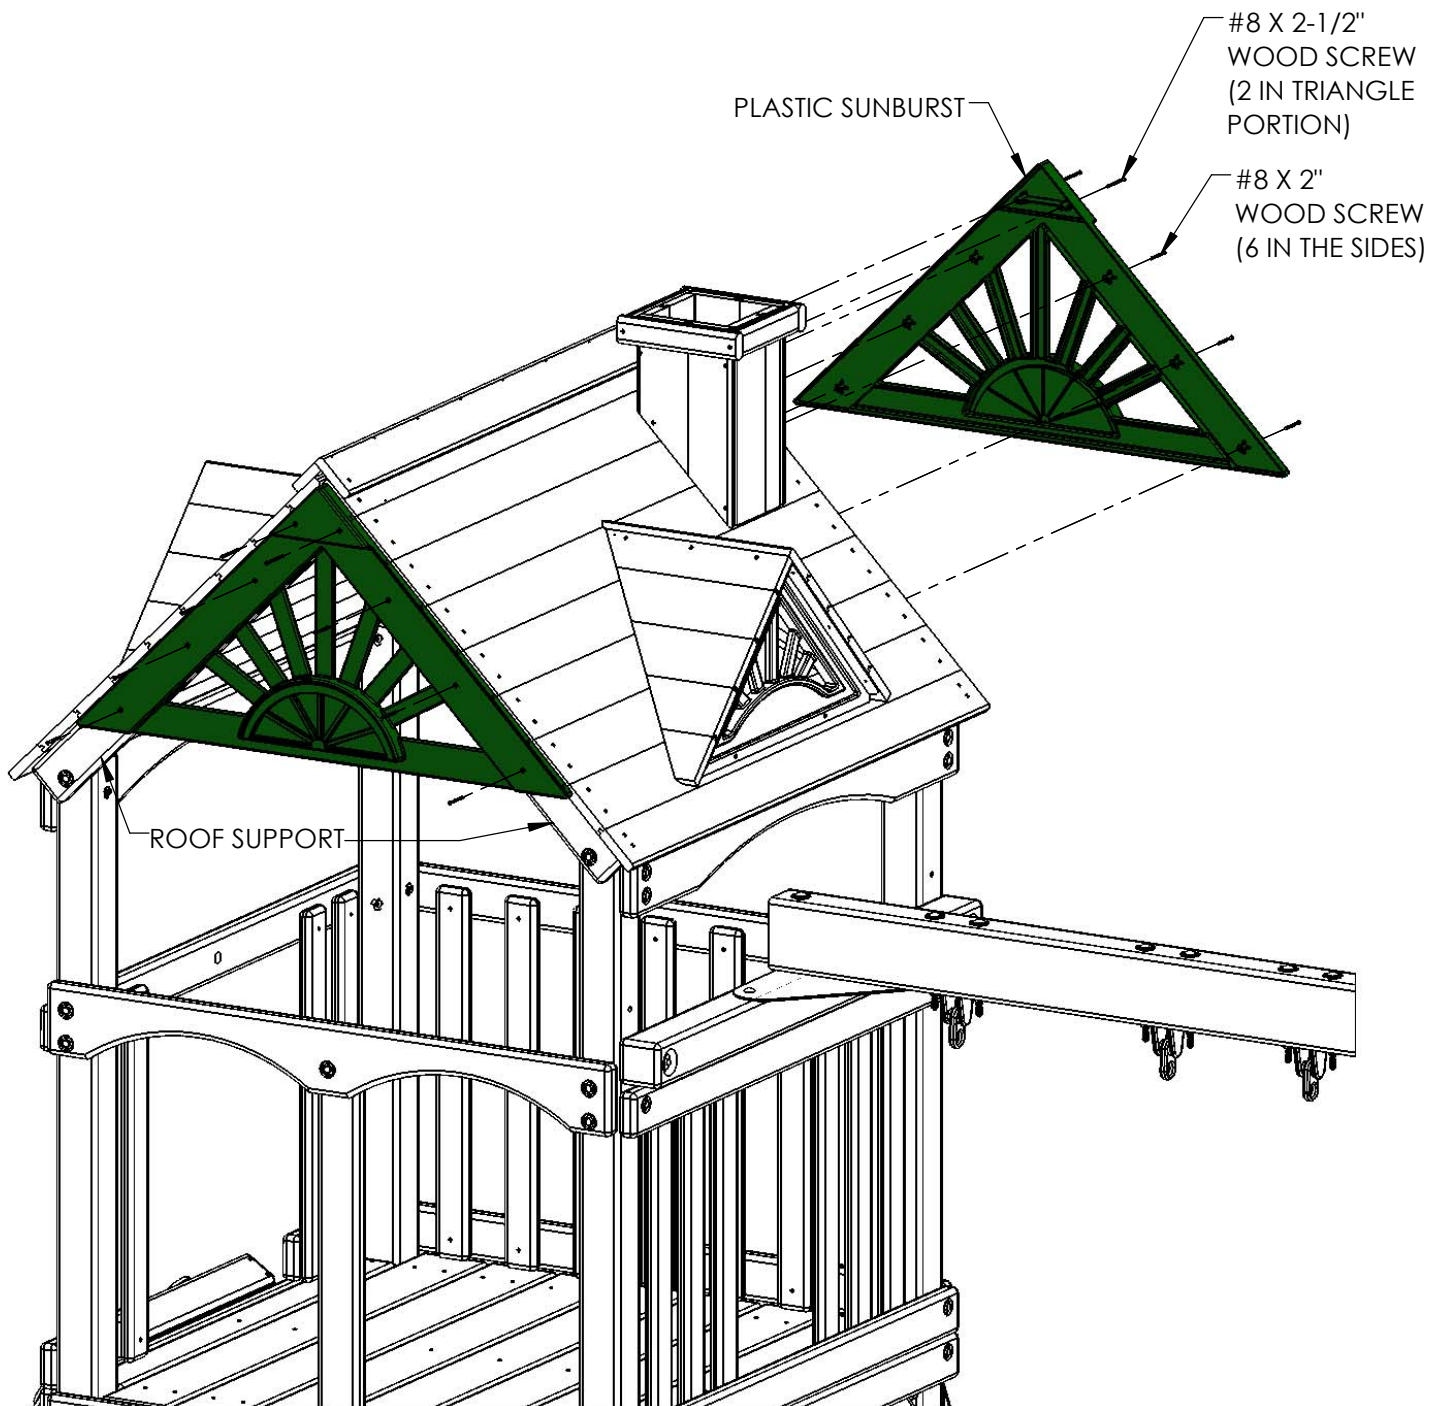 #8 X 2-1/2"
WOOD SCREW
(2 IN TRIANGLE
PORTION)
PLASTIC SUNBURST
#8 X 2"
WOOD SCREW
(6 IN THE SIDES)
ROOF SUPPORT